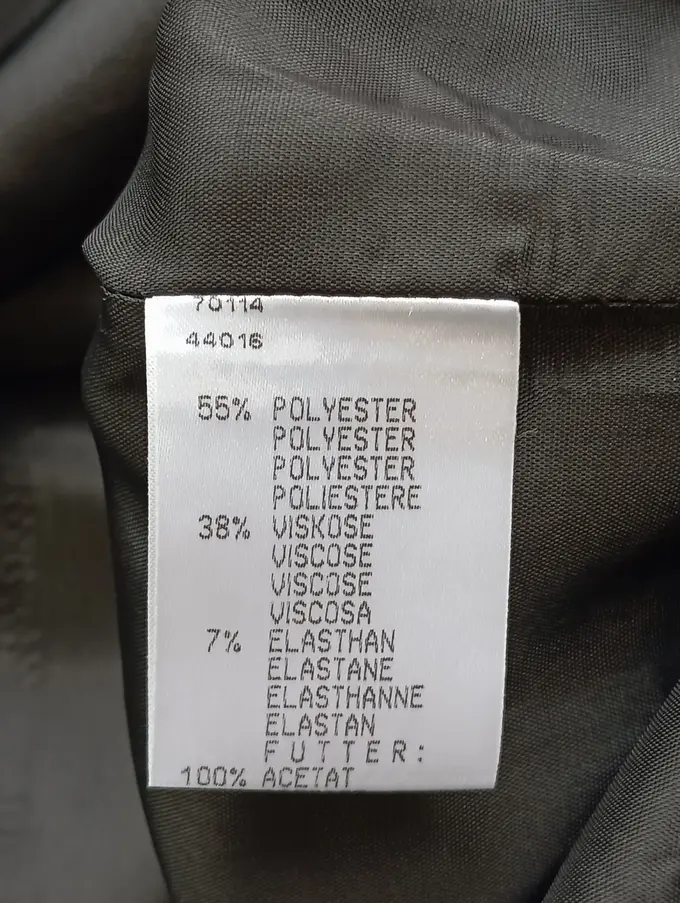 70114
44016
55% POLYESTER
POLYESTER
POLYESTER
POLIESTERE
38% VISKOSE
VISCOSE
VISCOSE
VISCOSA
7% ELASTHAN
ELASTANE
ELASTHANNE
ELASTAN
FUTTER:
100% ACETAT